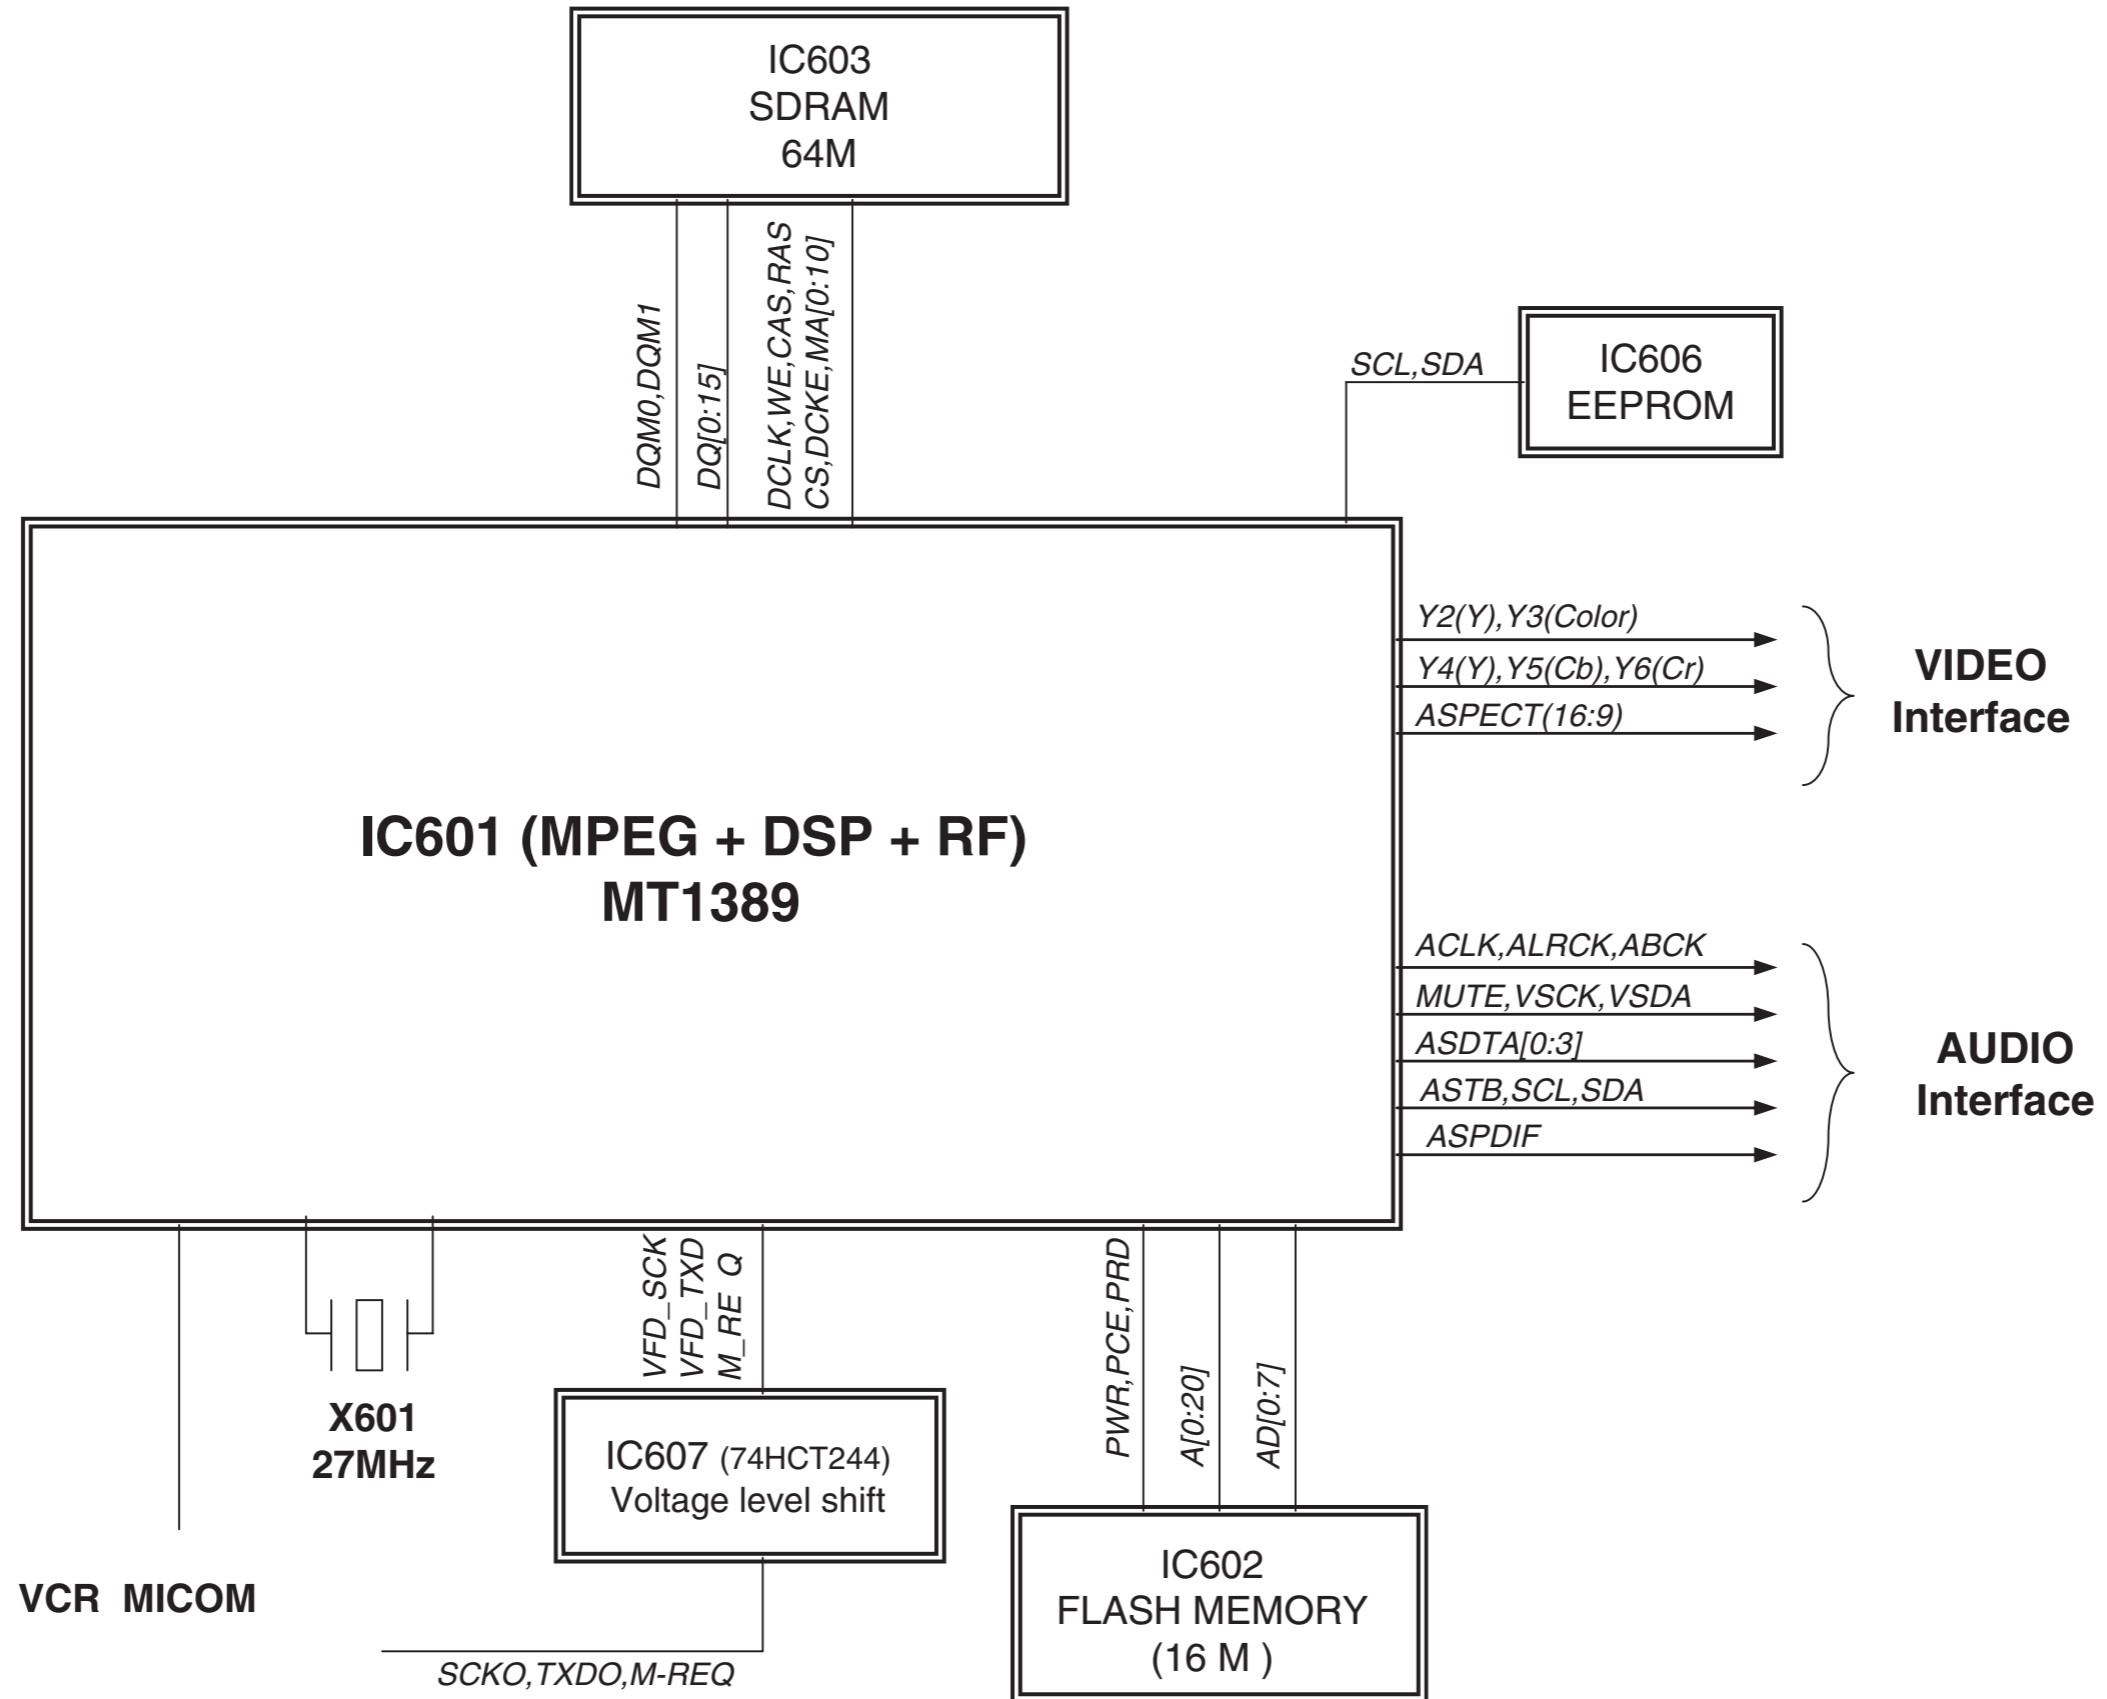 IC603
SDRAM
64M
DQM0,DQM1
DQ[0:15]
DCLK,WE,CAS,RAS
CS,DCKE,MA[0:10]
SCL,SDA
IC606
EEPROM
Y2(Y),Y3(Color)
Y4(Y),Y5(Cb),Y6(Cr)
ASPECT(16:9)
VIDEO
Interface
IC601 (MPEG + DSP + RF)
MT1389
ACLK,ALRCK,ABCK
MUTE,VSCK,VSDA
ASDTA[0:3]
ASTB,SCL,SDA
ASPDIF
AUDIO
Interface
VCR MICOM
X601
27MHz
VFD_SCK
VFD_TXD
M_RE Q
IC607 (74HCT244)
Voltage level shift
SCKO,TXDO,M-REQ
PWR,PCE,PRD
A[0:20]
AD[0:7]
IC602
FLASH MEMORY
(16 M )